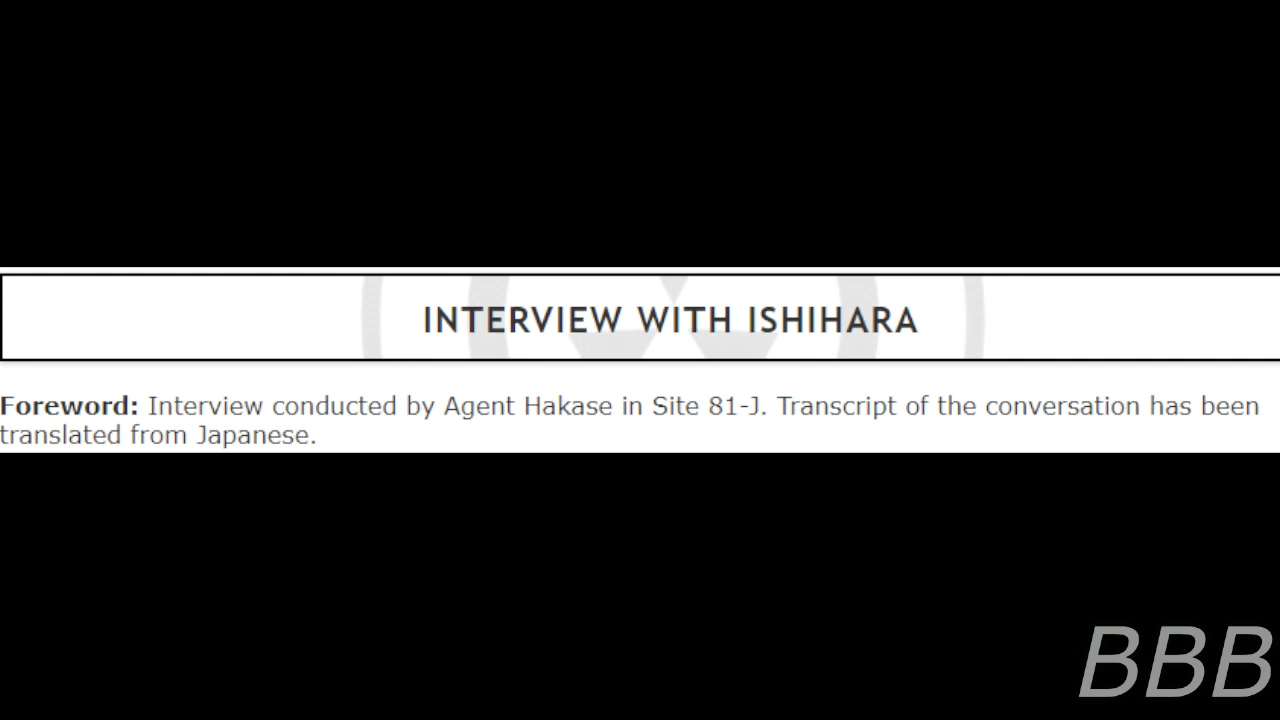 INTERVIEW WITH ISHIHARA
Foreword: Interview conducted by Agent Hakase in Site 81-J. Transcript of the conversation has been
translated from Japanese.
BBB